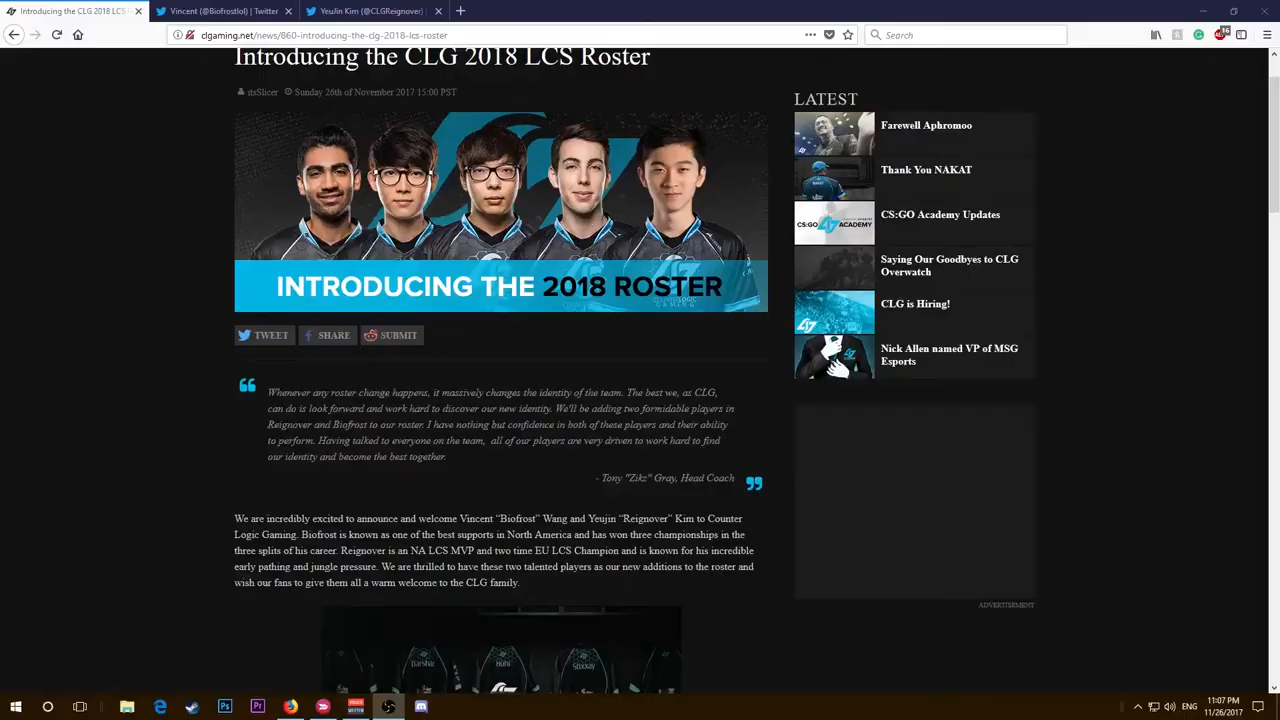 Introducing the CLG 2018 LCS R
Vincent (@Biofrostlol) | Twitter
YeuJin Kim (@CLGReignover) |
clgaming.net/news/860-introducing-the-clg-2018-lcs-roster
Search
16
Introducing the CLG 2018 LCS Roster
itsSlicer Sunday 26th of November 2017 15:00 PST
INTRODUCING THE 2018 ROSTER
TWEET SHARE SUBMIT
Whenever any roster change happens, it massively changes the identity of the team. The best we, as CLG,
can do is look forward and work hard to discover our new identity. We'll be adding two formidable players in
Reignover and Biofrost to our roster. I have nothing but confidence in both of these players and their ability
to perform. Having talked to everyone on the team, all of our players are very driven to work hard to find
our identity and become the best together.
- Tony "Zikz" Gray, Head Coach
We are incredibly excited to announce and welcome Vincent “Biofrost” Wang and Yeujin “Reignover” Kim to Counter
Logic Gaming. Biofrost is known as one of the best supports in North America and has won three championships in the
three splits of his career. Reignover is an NA LCS MVP and two time EU LCS Champion and is known for his incredible
early pathing and jungle pressure. We are thrilled to have these two talented players as our new additions to the roster and
wish our fans to give them all a warm welcome to the CLG family.
Darshan
Huhi
Stixxay
LATEST
Farewell Aphromoo
Thank You NAKAT
CS:GO Academy Updates
CS:GO ACADEMY
Saying Our Goodbyes to CLG
Overwatch
CLG is Hiring!
Nick Allen named VP of MSG
Esports
ADVERTISEMENT
ENG
11:07 PM
11/26/2017